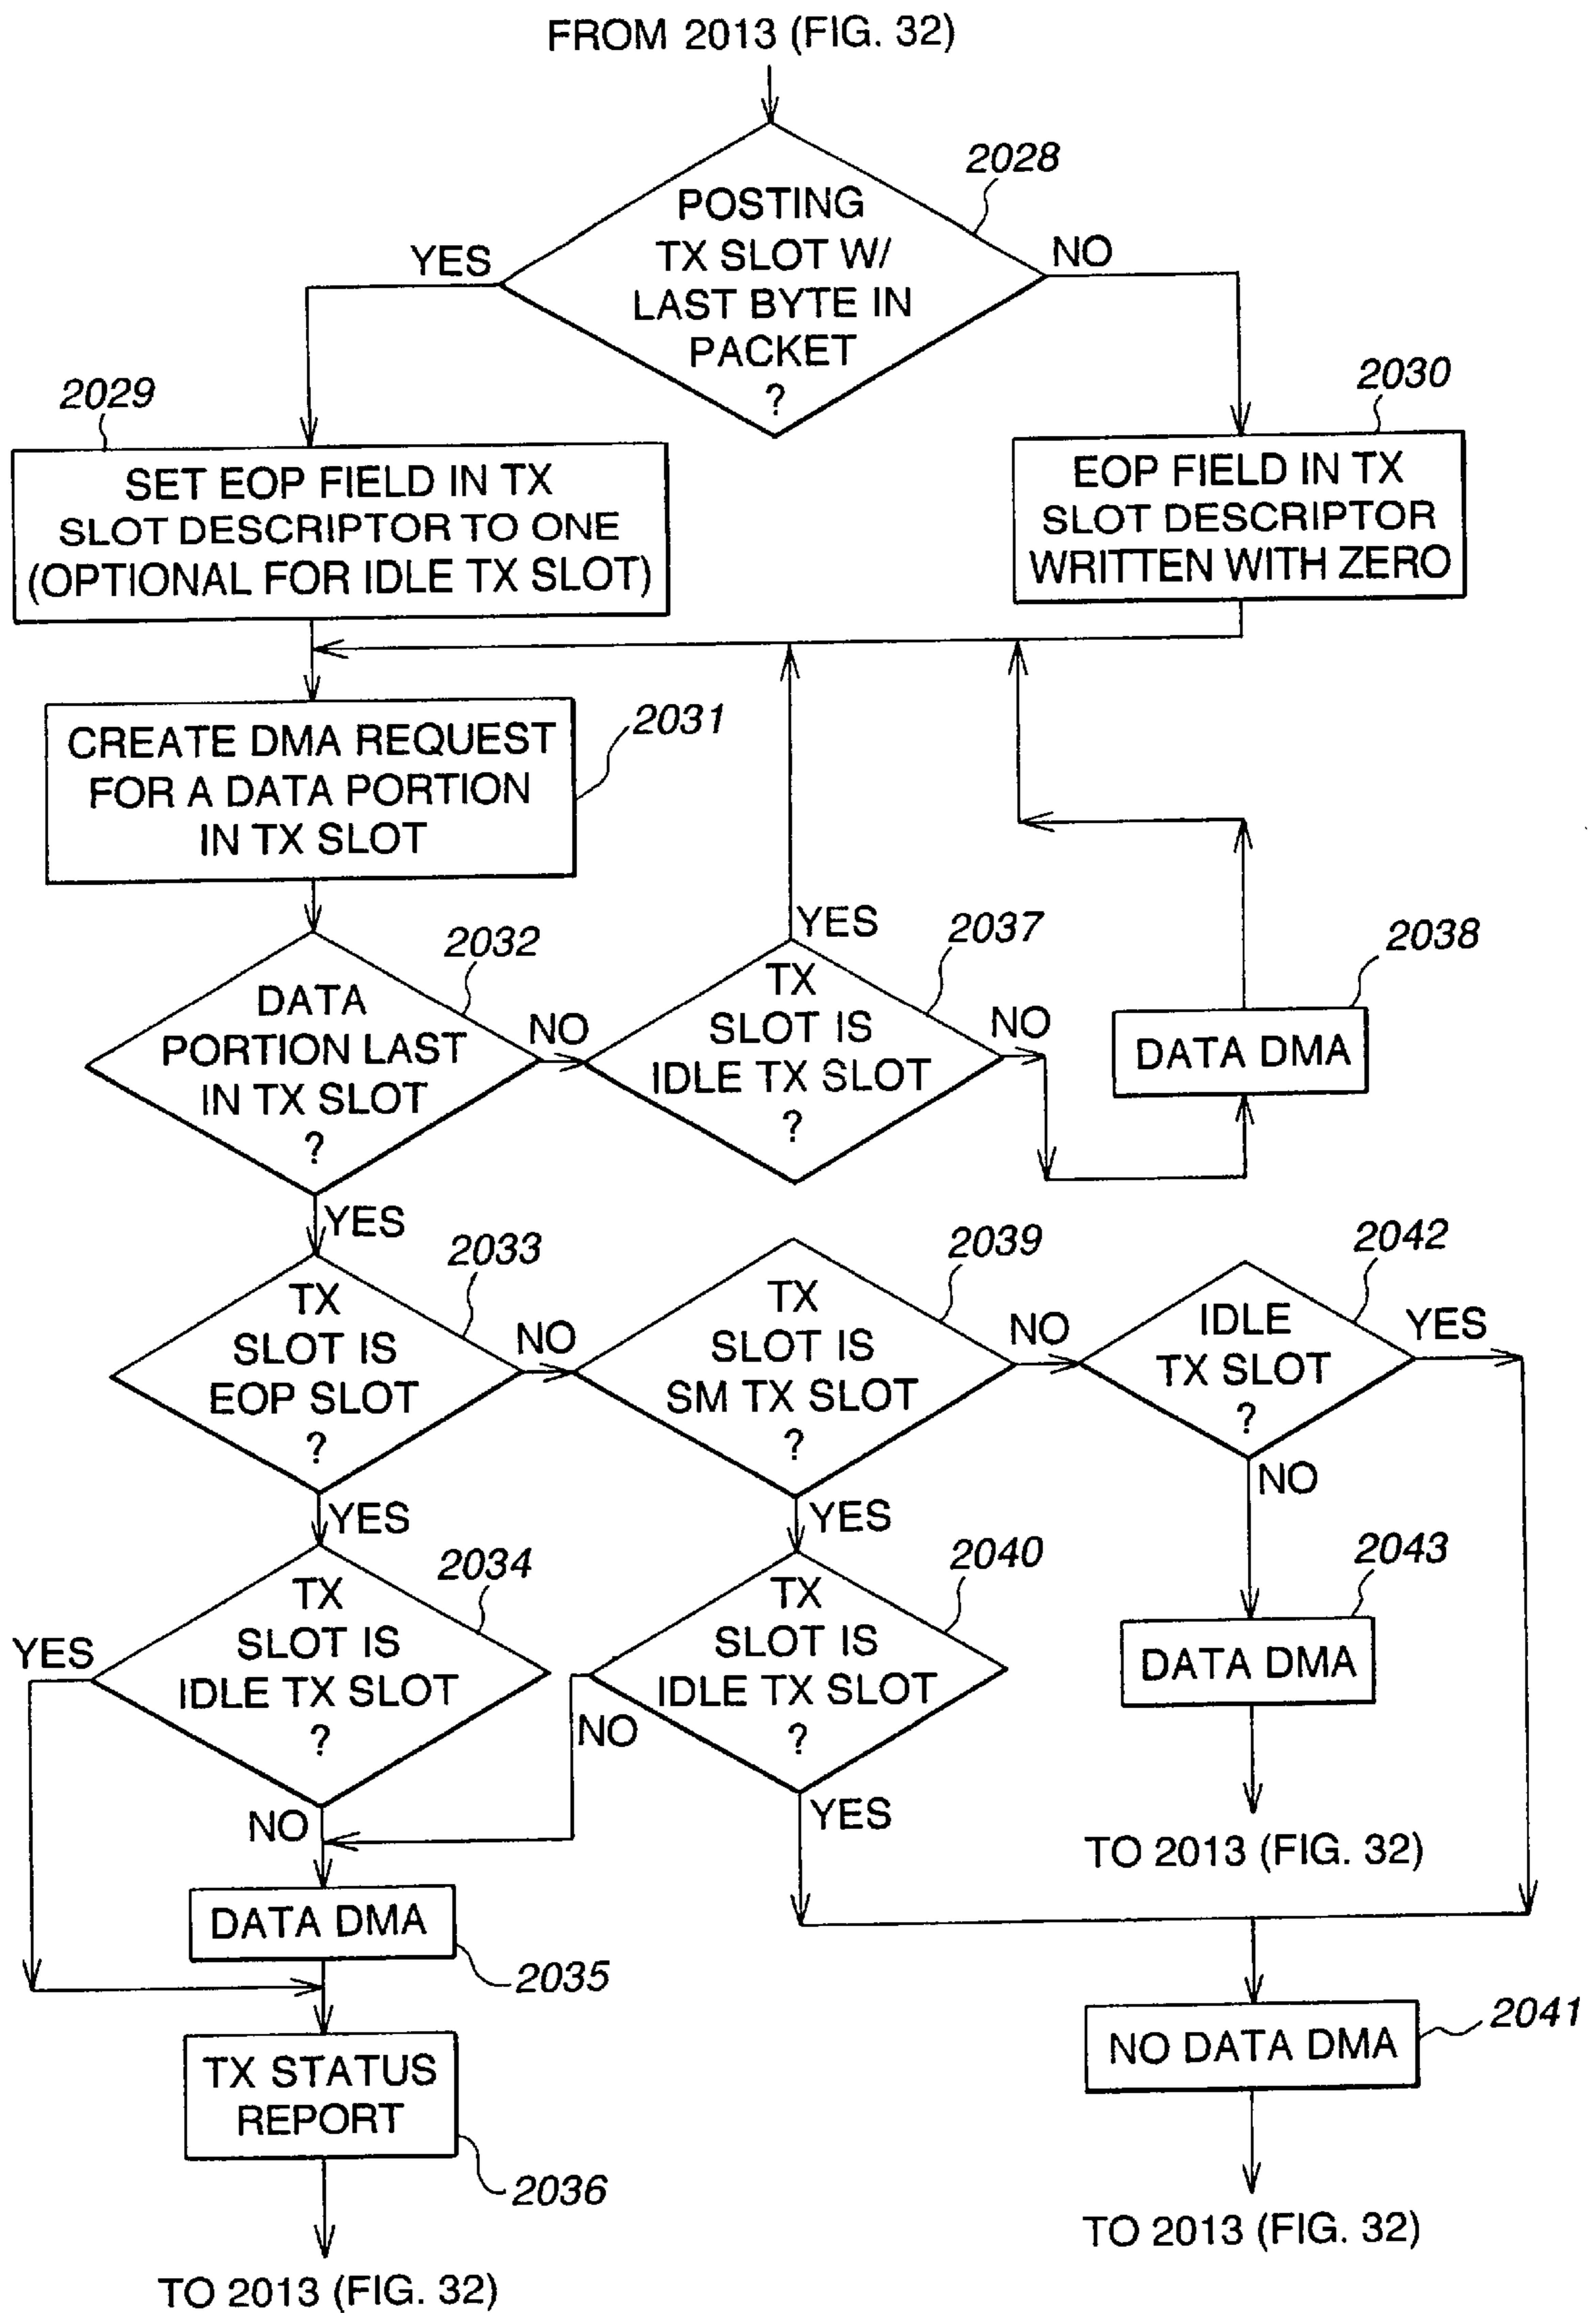 FROM 2013 (FIG. 32)
2028
POSTING
TX SLOT W/
LAST BYTE IN
PACKET
?
YES
NO
2029
SET EOP FIELD IN TX
SLOT DESCRIPTOR TO ONE
(OPTIONAL FOR IDLE TX SLOT)
2030
EOP FIELD IN TX
SLOT DESCRIPTOR
WRITTEN WITH ZERO
2031
CREATE DMA REQUEST
FOR A DATA PORTION
IN TX SLOT
2032
DATA
PORTION LAST
IN TX SLOT
?
NO
YES
2037
TX
SLOT IS
IDLE TX SLOT
?
YES
NO
2038
DATA DMA
2033
TX
SLOT IS
EOP SLOT
?
NO
YES
2039
TX
SLOT IS
SM TX SLOT
?
NO
YES
2042
IDLE
TX SLOT
?
YES
NO
2034
TX
SLOT IS
IDLE TX SLOT
?
YES
NO
2040
TX
SLOT IS
IDLE TX SLOT
?
NO
YES
2043
DATA DMA
TO 2013 (FIG. 32)
DATA DMA
2035
TX STATUS
REPORT
2036
TO 2013 (FIG. 32)
NO DATA DMA
2041
TO 2013 (FIG. 32)